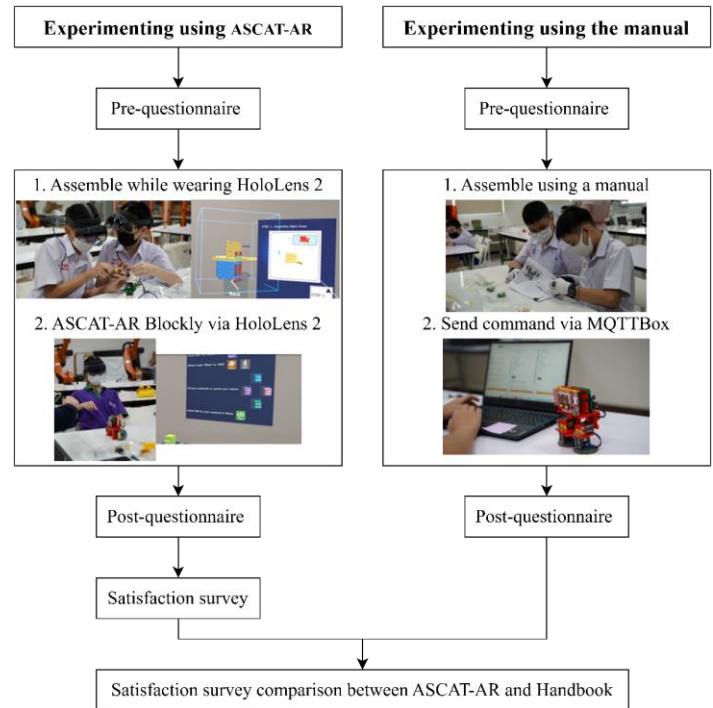 Experimenting using ASCAT-AR
Experimenting using the manual
Pre-questionnaire
Pre-questionnaire
1. Assemble while wearing HoloLens 2
2. ASCAT-AR Blockly via HoloLens 2
1. Assemble using a manual
2. Send command via MQTTBox
Post-questionnaire
Post-questionnaire
Satisfaction survey
Satisfaction survey comparison between ASCAT-AR and Handbook